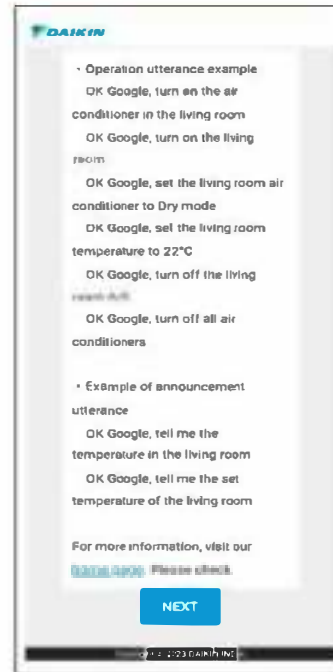 DAIKIN
・Operation utterance example
OK Google, turn on the air
conditioner in the living room
OK Google, turn on the living
room
OK Google, set the living room air
conditioner to Dry mode
OK Google, set the living room
temperature to 22°C
OK Google, turn off the living
OK Google, turn off all air
conditioners
・Example of announcement
utterance
OK Google, tell me the
temperature in the living room
OK Google, tell me the set
temperature of the living room
For more information, visit our
home page. Please check.
NEXT